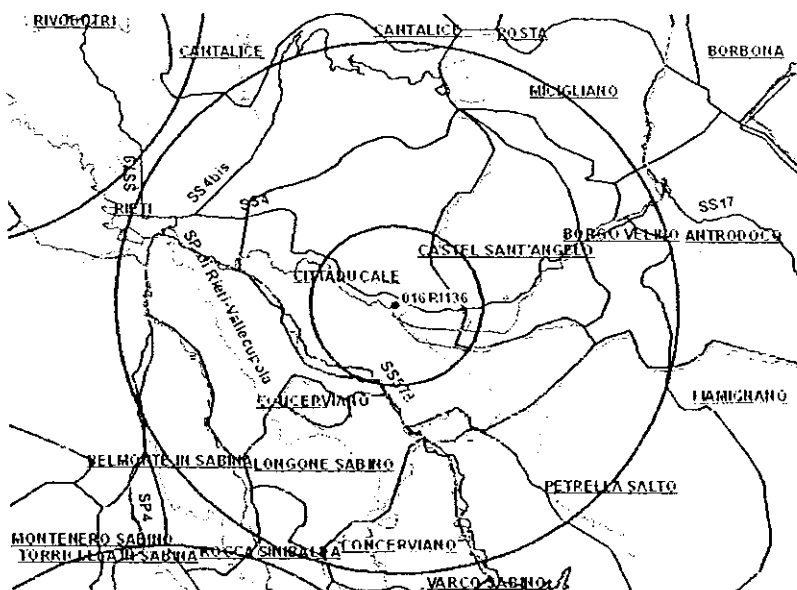 RIVODUTRI
CANTALICE
CANTALICE
POSTA
BORBONA
MICIGLIANO
SS79
SS4bis
SS4
RIETI
SS17
BORGO VELINO
ANTRODOCO
CASTEL SANT'ANGELO
CITTADUCALE
016RI136
SP di Rieti-Vallecupola
SS578
CONCERVIANO
FIAMIGNANO
BELMONTE IN SABINA
LONGONE SABINO
PETRELLA SALTO
SP4
MONTENERO SABINO
TORRICELLA IN SABINA
ROCCA SINIBALDA
CONCERVIANO
VARCO SABINO